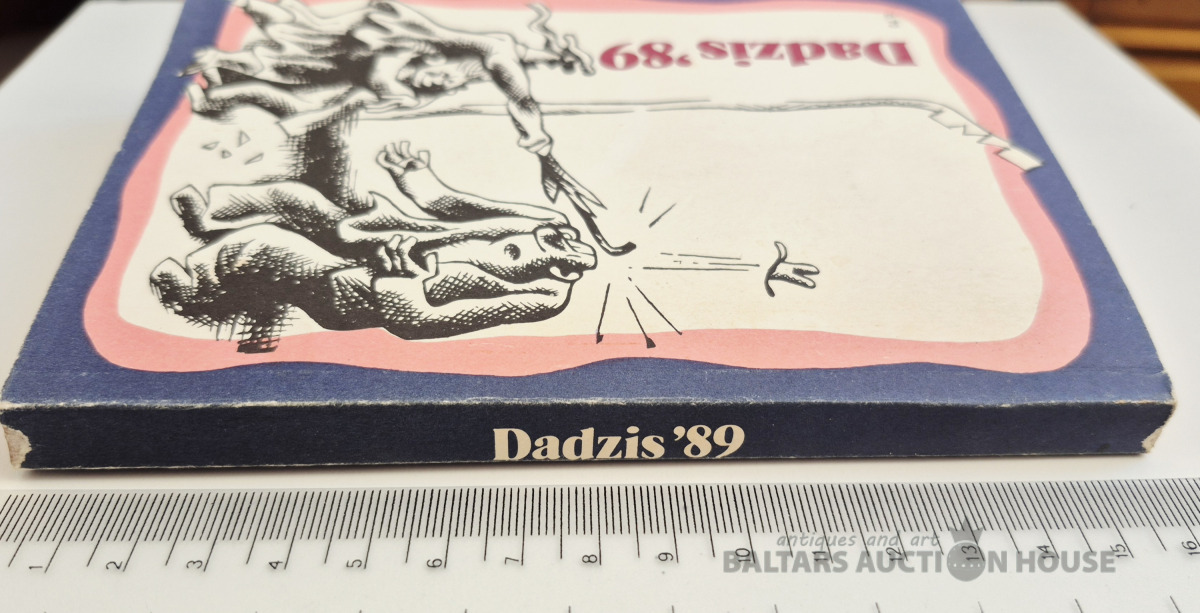 Dadzis '89
Dadzis '89
1 2 3 4 5 6 7 8 9 10 11 12 13 14 15 16
antiques and art
BALTARS AUCTION HOUSE